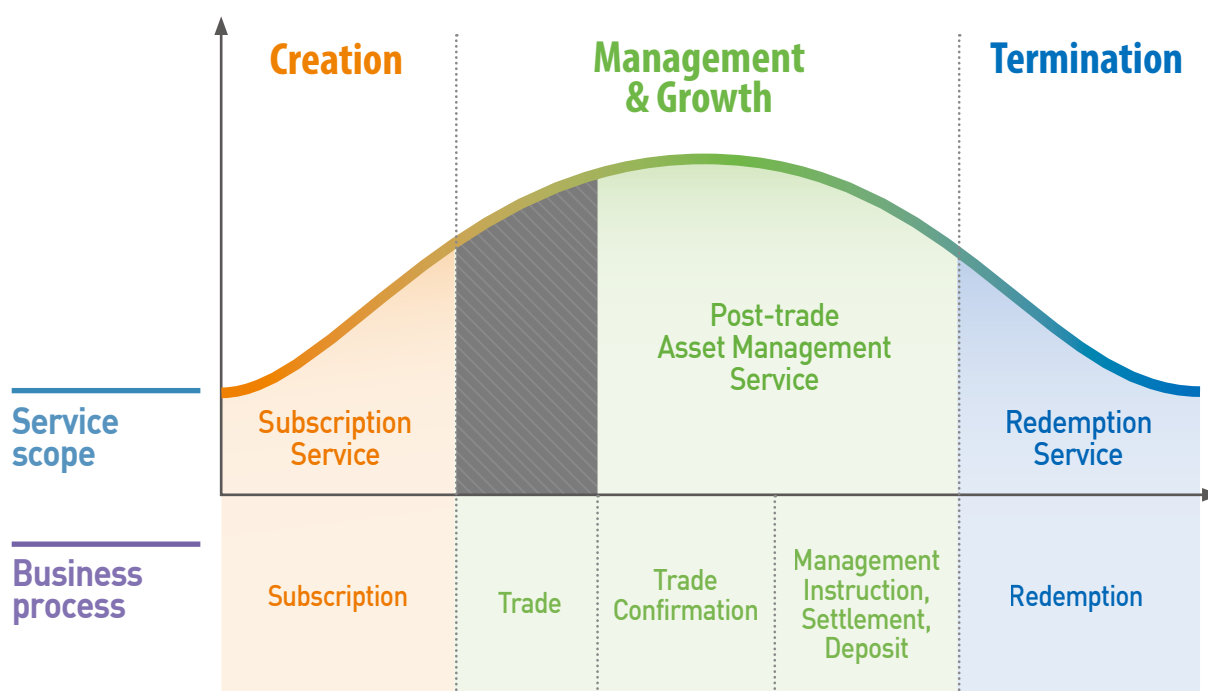 Creation
Management
& Growth
Termination
Post-trade
Asset Management
Service
Service
scope
Subscription
Service
Redemption
Service
Business
process
Subscription
Trade
Trade
Confirmation
Management
Instruction,
Settlement,
Deposit
Redemption